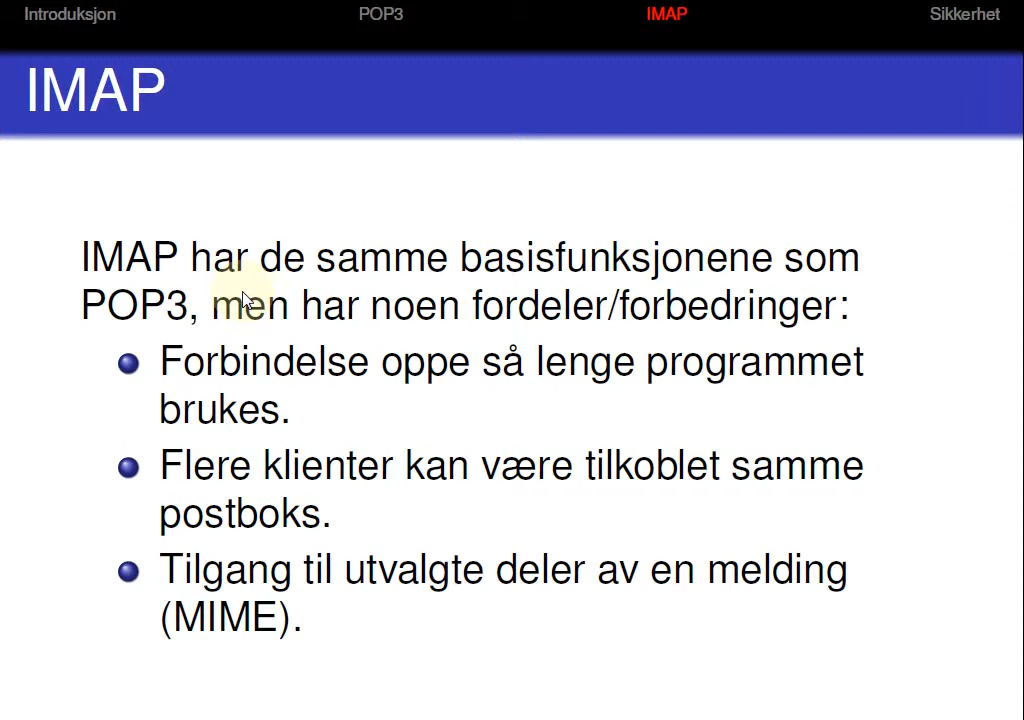 Introduksjon POP3 IMAP Sikkerhet
IMAP
IMAP har de samme basisfunksjonene som
POP3, men har noen fordeler/forbedringer:
Forbindelse oppe så lenge programmet
brukes.
Flere klienter kan være tilkoblet samme
postboks.
Tilgang til utvalgte deler av en melding
(MIME).